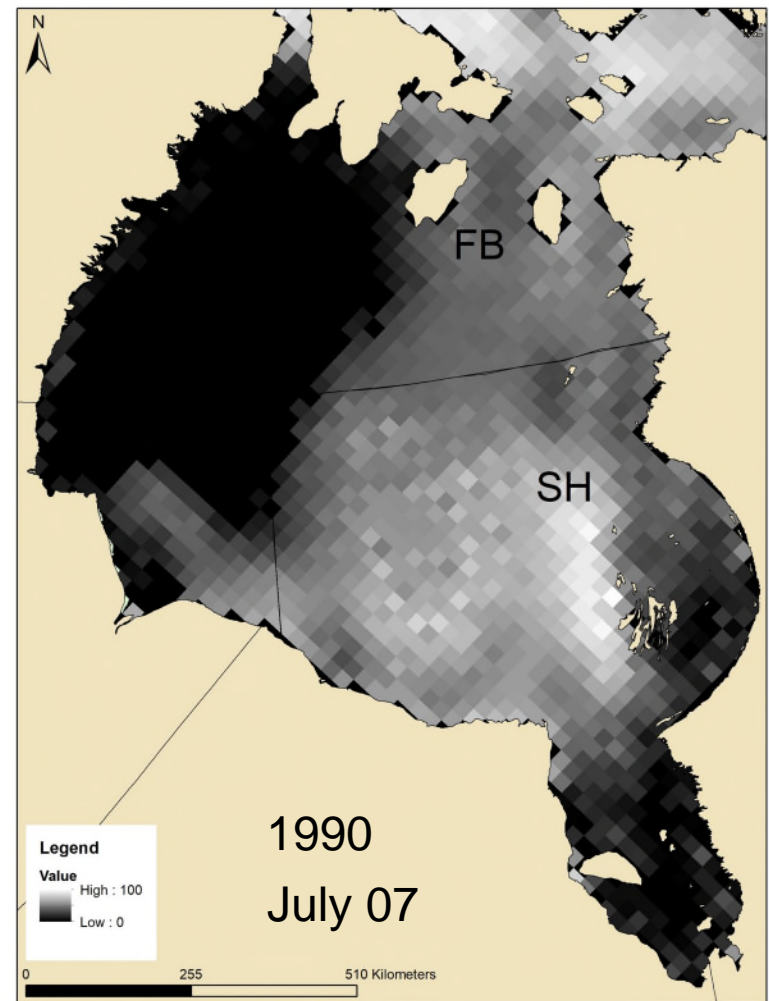 N
FB
SH
1990
July 07
Legend
Value
High : 100
Low : 0
0 255 510 Kilometers